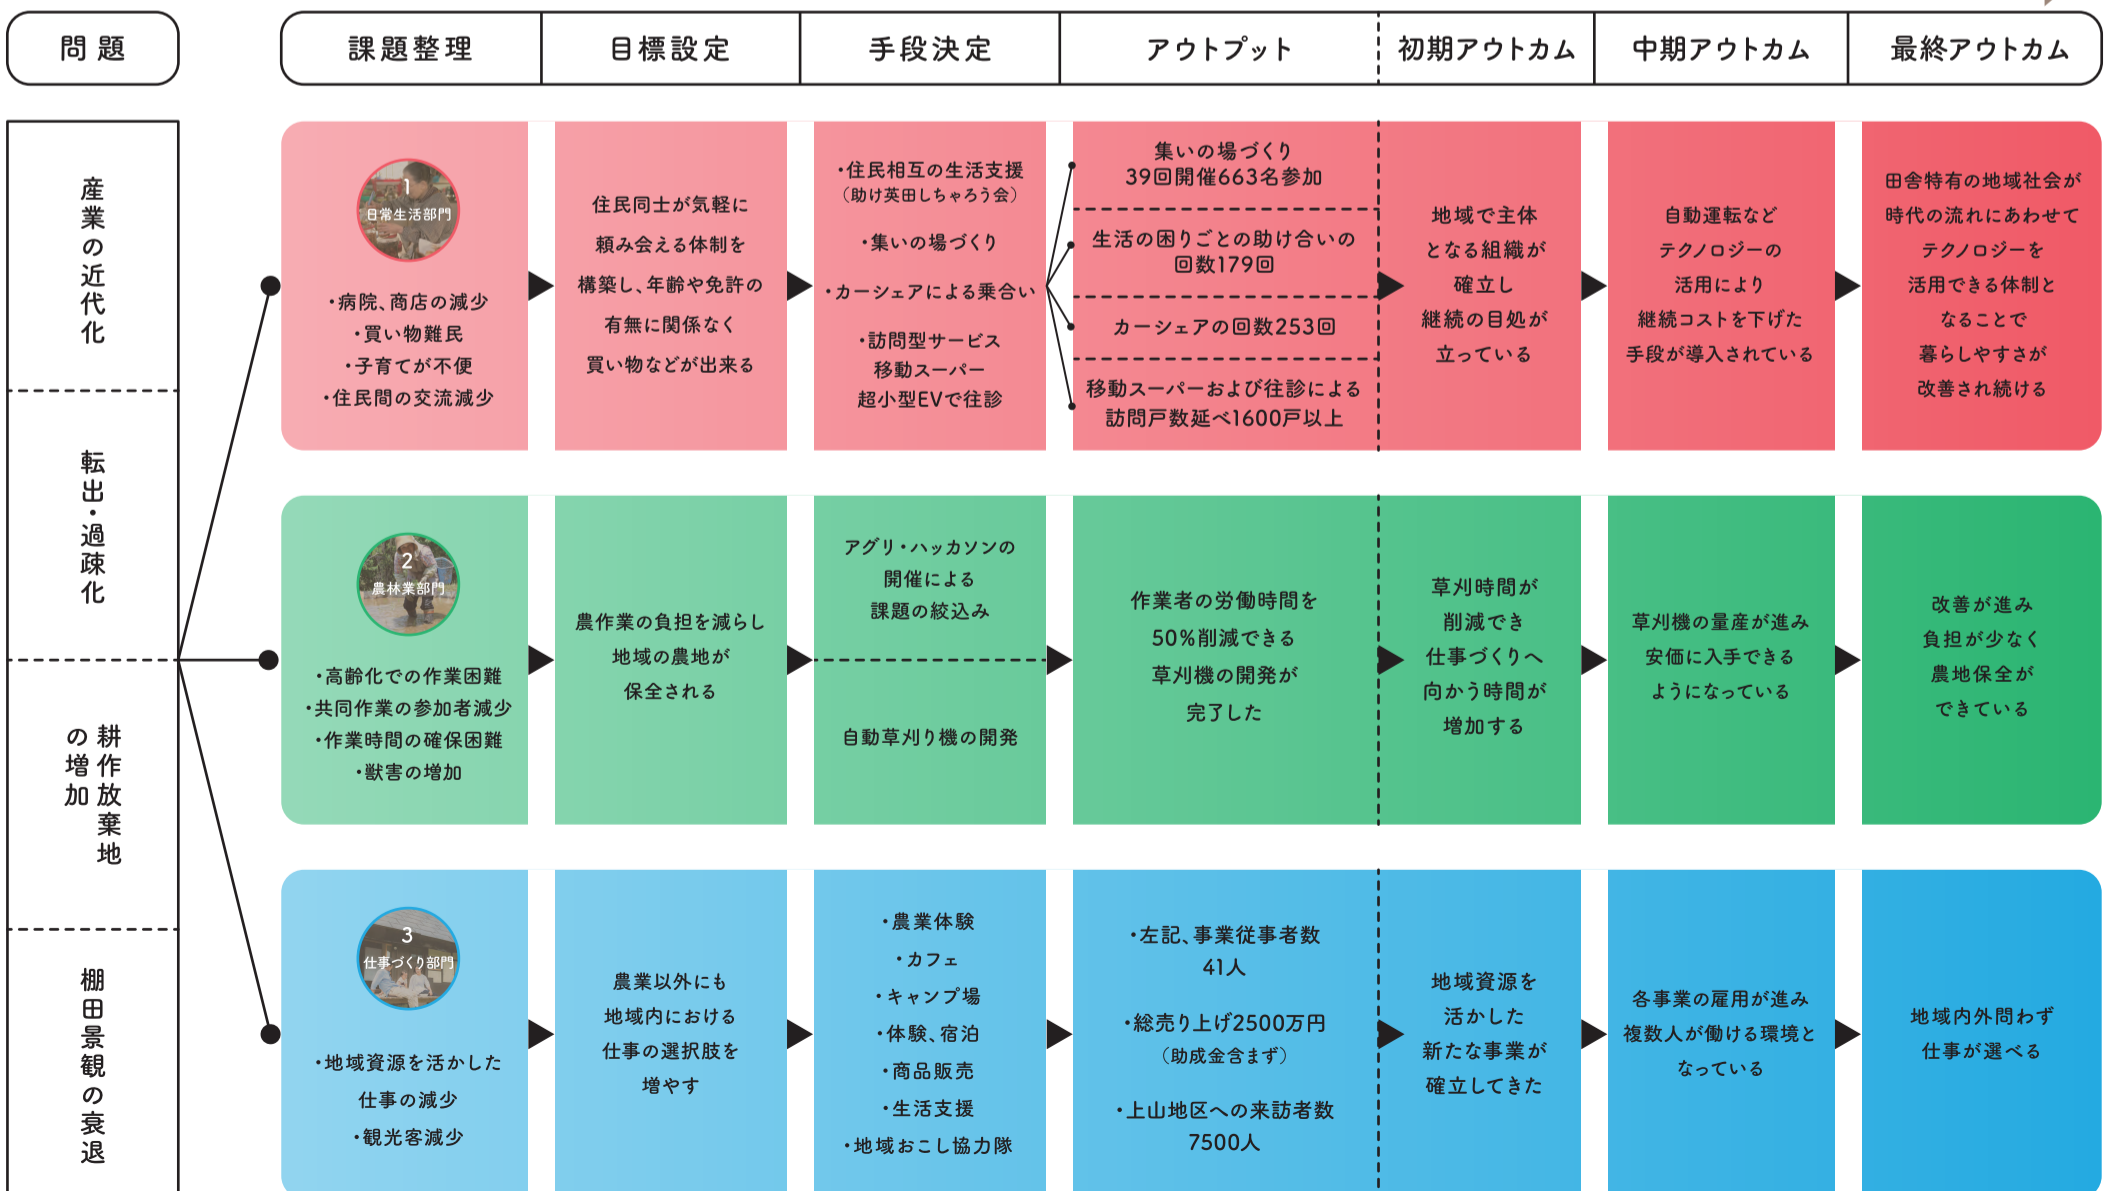 問題
課題整理
目標設定
手段決定
アウトプット
初期アウトカム
中期アウトカム
最終アウトカム
産業の近代化
転出・過疎化
耕作放棄地
の増加
棚田景観の衰退
1
日常生活部門
・病院、商店の減少
・買い物難民
・子育てが不便
・住民間の交流減少
住民同士が気軽に
頼み会える体制を
構築し、年齢や免許の
有無に関係なく
買い物などが出来る
・住民相互の生活支援
（助け英田しちゃろう会）
・集いの場づくり
・カーシェアによる乗合い
・訪問型サービス
移動スーパー
超小型EVで往診
集いの場づくり
39回開催663名参加
生活の困りごとの助け合いの
回数179回
カーシェアの回数253回
移動スーパーおよび往診による
訪問戸数延べ1600戸以上
地域で主体
となる組織が
確立し
継続の目処が
立っている
自動運転など
テクノロジーの
活用により
継続コストを下げた
手段が導入されている
田舎特有の地域社会が
時代の流れにあわせて
テクノロジーを
活用できる体制と
なることで
暮らしやすさが
改善され続ける
2
農林業部門
・高齢化での作業困難
・共同作業の参加者減少
・作業時間の確保困難
・獣害の増加
農作業の負担を減らし
地域の農地が
保全される
アグリ・ハッカソンの
開催による
課題の絞込み
自動草刈り機の開発
作業者の労働時間を
50%削減できる
草刈機の開発が
完了した
草刈時間が
削減でき
仕事づくりへ
向かう時間が
増加する
草刈機の量産が進み
安価に入手できる
ようになっている
改善が進み
負担が少なく
農地保全が
できている
3
仕事づくり部門
・地域資源を活かした
仕事の減少
・観光客減少
農業以外にも
地域内における
仕事の選択肢を
増やす
・農業体験
・カフェ
・キャンプ場
・体験、宿泊
・商品販売
・生活支援
・地域おこし協力隊
・左記、事業従事者数
41人
・総売り上げ2500万円
（助成金含まず）
・上山地区への来訪者数
7500人
地域資源を
活かした
新たな事業が
確立してきた
各事業の雇用が進み
複数人が働ける環境と
なっている
地域内外問わず
仕事が選べる